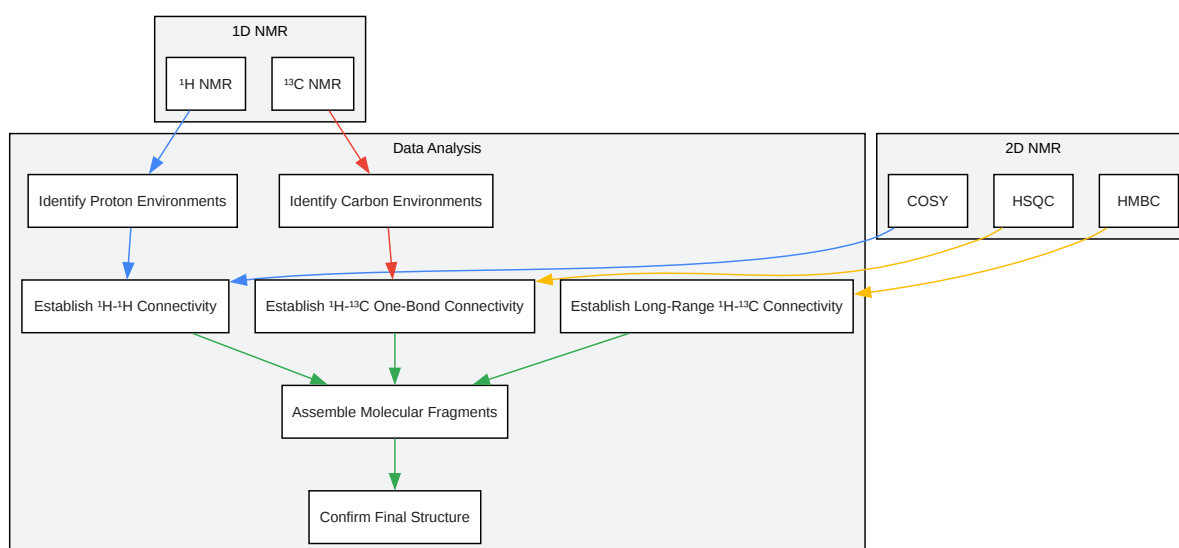 1D NMR
¹H NMR
¹³C NMR
Data Analysis
2D NMR
Identify Proton Environments
Identify Carbon Environments
COSY
HSQC
HMBC
Establish ¹H-¹H Connectivity
Establish ¹H-¹³C One-Bond Connectivity
Establish Long-Range ¹H-¹³C Connectivity
Assemble Molecular Fragments
Confirm Final Structure